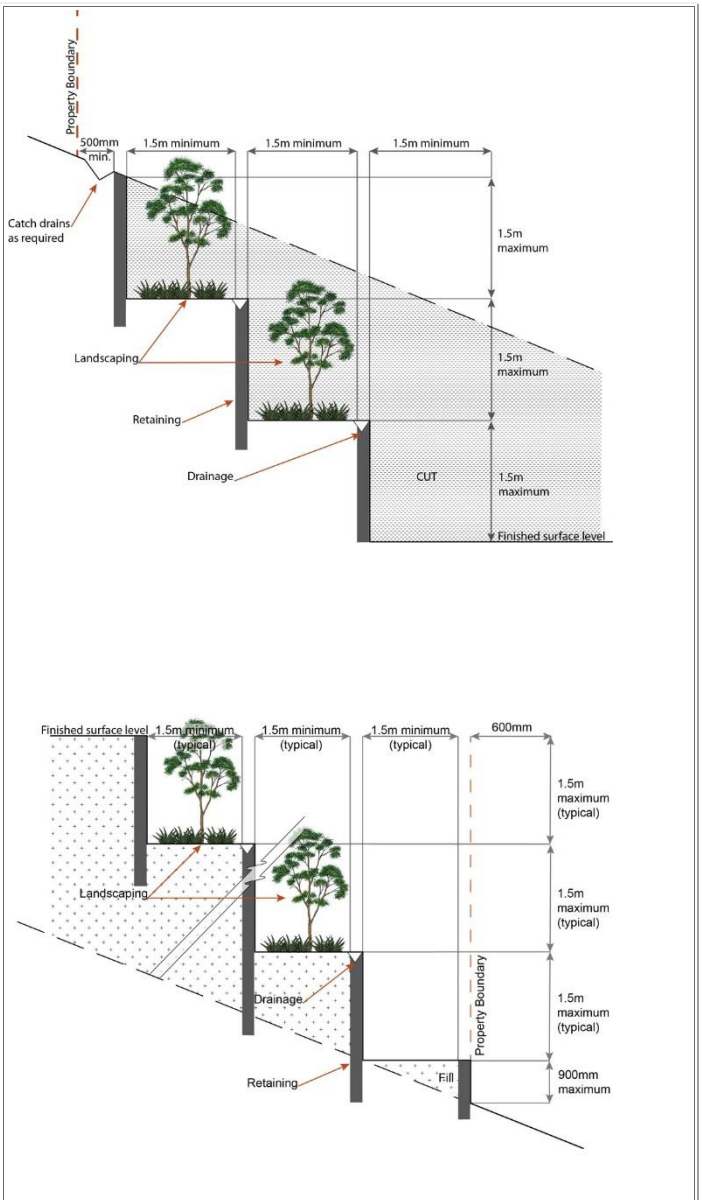 Property Boundary
500mm
min.
1.5m minimum
1.5m minimum
1.5m minimum
Catch drains
as required
1.5m
maximum
Landscaping
1.5m
maximum
Retaining
Drainage
CUT
1.5m
maximum
Finished surface level
Finished surface level
1.5m minimum
(typical)
1.5m minimum
(typical)
1.5m minimum
(typical)
600mm
1.5m
maximum
(typical)
Landscaping
1.5m
maximum
(typical)
Drainage
Property Boundary
1.5m
maximum
(typical)
Retaining
Fill
900mm
maximum